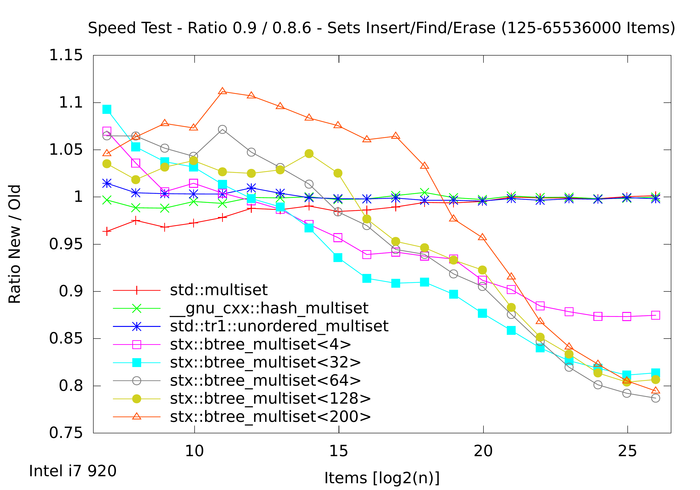 Speed Test - Ratio 0.9 / 0.8.6 - Sets Insert/Find/Erase (125-65536000 Items)
1.15
1.1
1.05
1
0.95
0.9
0.85
0.8
0.75
Ratio New / Old
std::multiset
__gnu_cxx::hash_multiset
std::tr1::unordered_multiset
stx::btree_multiset<4>
stx::btree_multiset<32>
stx::btree_multiset<64>
stx::btree_multiset<128>
stx::btree_multiset<200>
10 15 20 25
Items [log2(n)]
Intel i7 920